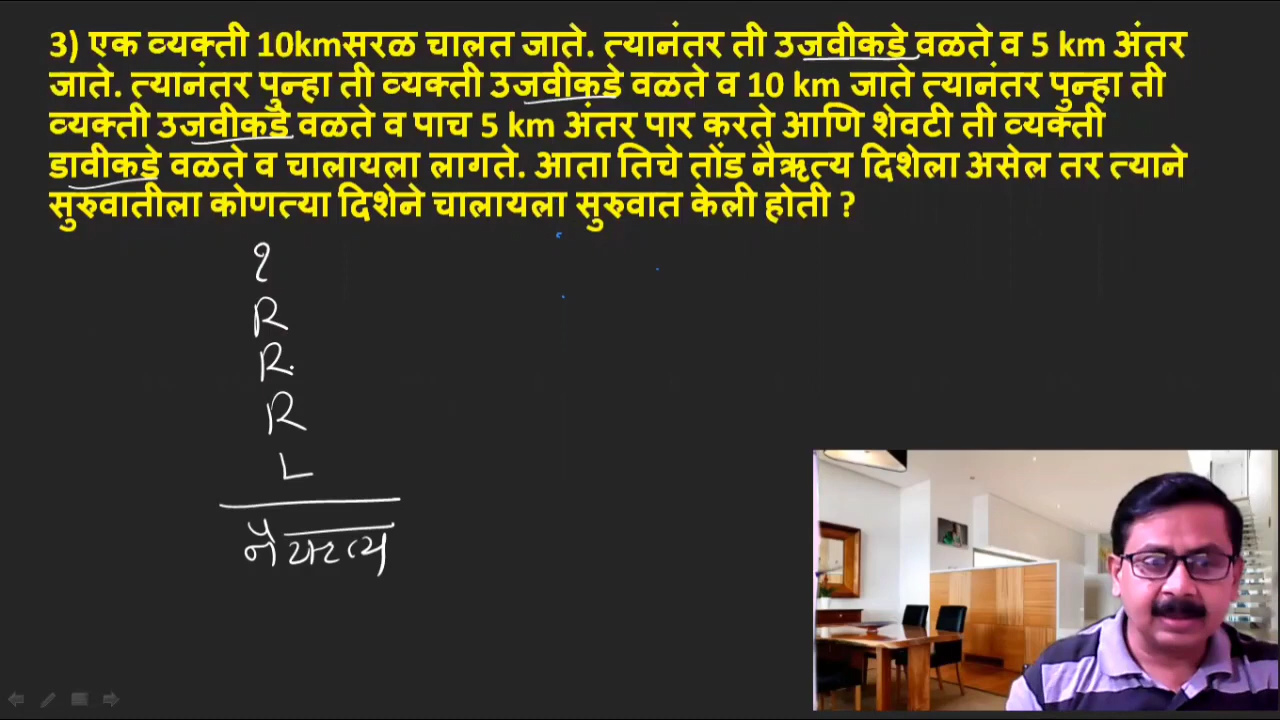 3) एक व्यक्ती 10kmसरळ चालत जाते. त्यानंतर ती उजवीकडे वळते व 5 km अंतर
जाते. त्यानंतर पुन्हा ती व्यक्ती उजवीकडे वळते व 10 km जाते त्यानंतर पुन्हा ती
व्यक्ती उजवीकडे वळते व पाच 5 km अंतर पार करते आणि शेवटी ती व्यक्ती
डावीकडे वळते व चालायला लागते. आता तिचे तोंड नैऋत्य दिशेला असेल तर त्याने
सुरुवातीला कोणत्या दिशेने चालायला सुरुवात केली होती ?
?
R
R.
R
L
नैऋत्य